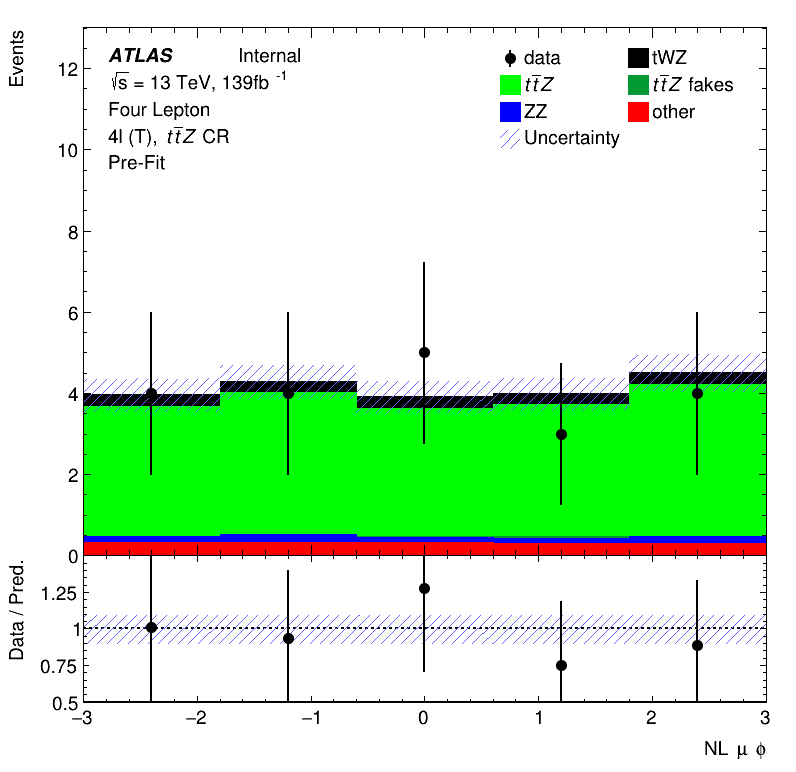 Events
12
10
8
6
4
2
0
ATLAS Internal
√s = 13 TeV, 139fb⁻¹
Four Lepton
4l (T), tt̄Z CR
Pre-Fit
data tWZ
tt̄Z tt̄Z fakes
ZZ other
Uncertainty
Data / Pred.
1.25
1
0.75
0.5
−3 −2 −1 0 1 2 3
NL μ ϕ